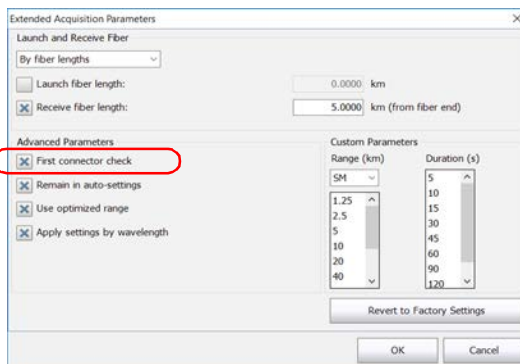 Extended Acquisition Parameters
Launch and Receive Fiber
By fiber lengths
Launch fiber length: 0.0000 km
Receive fiber length: 5.0000 km (from fiber end)
Advanced Parameters
First connector check
Remain in auto-settings
Use optimized range
Apply settings by wavelength
Custom Parameters
Range (km) Duration (s)
SM
1.25
2.5
5
10
20
40
5
10
15
30
45
60
90
120
Revert to Factory Settings
OK Cancel